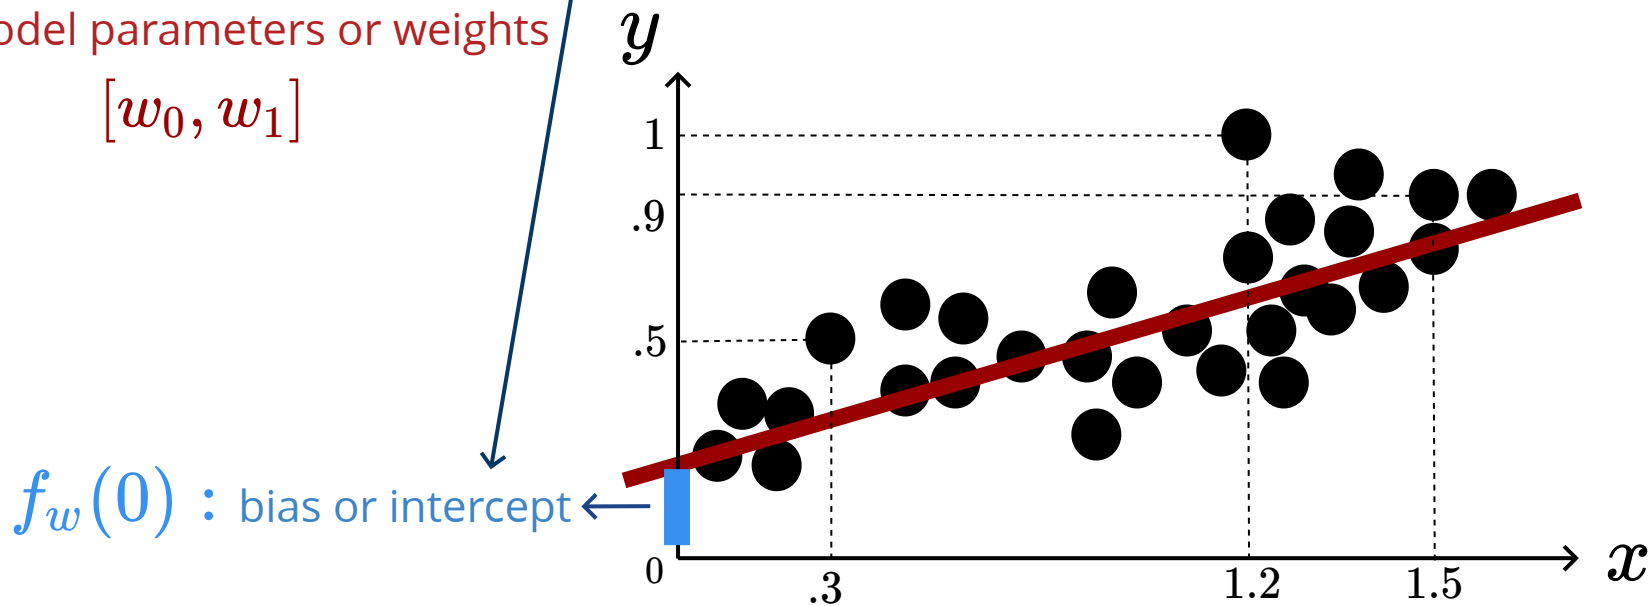 odel parameters or weights
[w₀, w₁]
f_w(0) : bias or intercept
y
1
.9
.5
0
.3
1.2
1.5
x